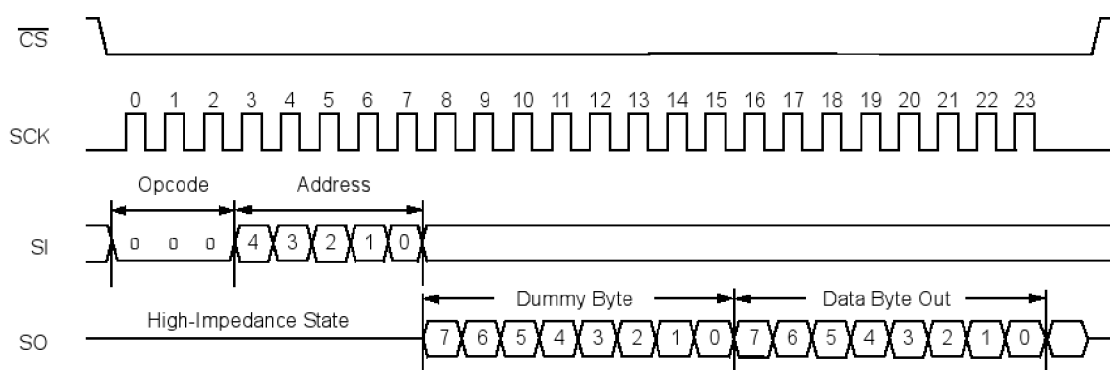 CS
0 1 2 3 4 5 6 7 8 9 10 11 12 13 14 15 16 17 18 19 20 21 22 23
SCK
Opcode Address
SI 0 0 0 4 3 2 1 0
Dummy Byte Data Byte Out
High-Impedance State
SO 7 6 5 4 3 2 1 0 7 6 5 4 3 2 1 0